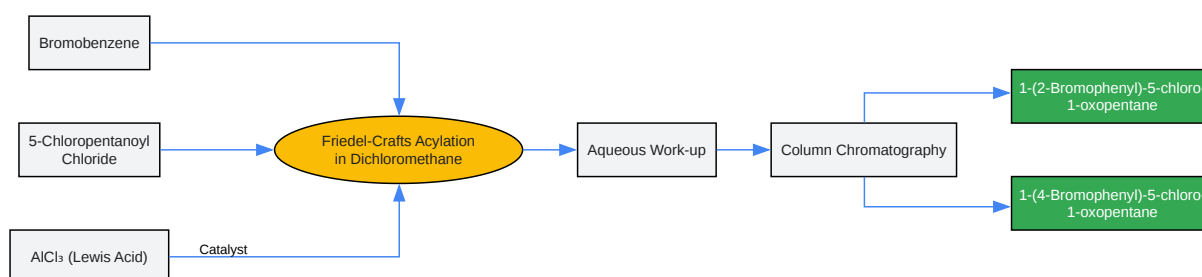 Bromobenzene
5-Chloropentanoyl
Chloride
AlCl₃ (Lewis Acid)
Catalyst
Friedel-Crafts Acylation
in Dichloromethane
Aqueous Work-up
Column Chromatography
1-(2-Bromophenyl)-5-chloro-
1-oxopentane
1-(4-Bromophenyl)-5-chloro-
1-oxopentane